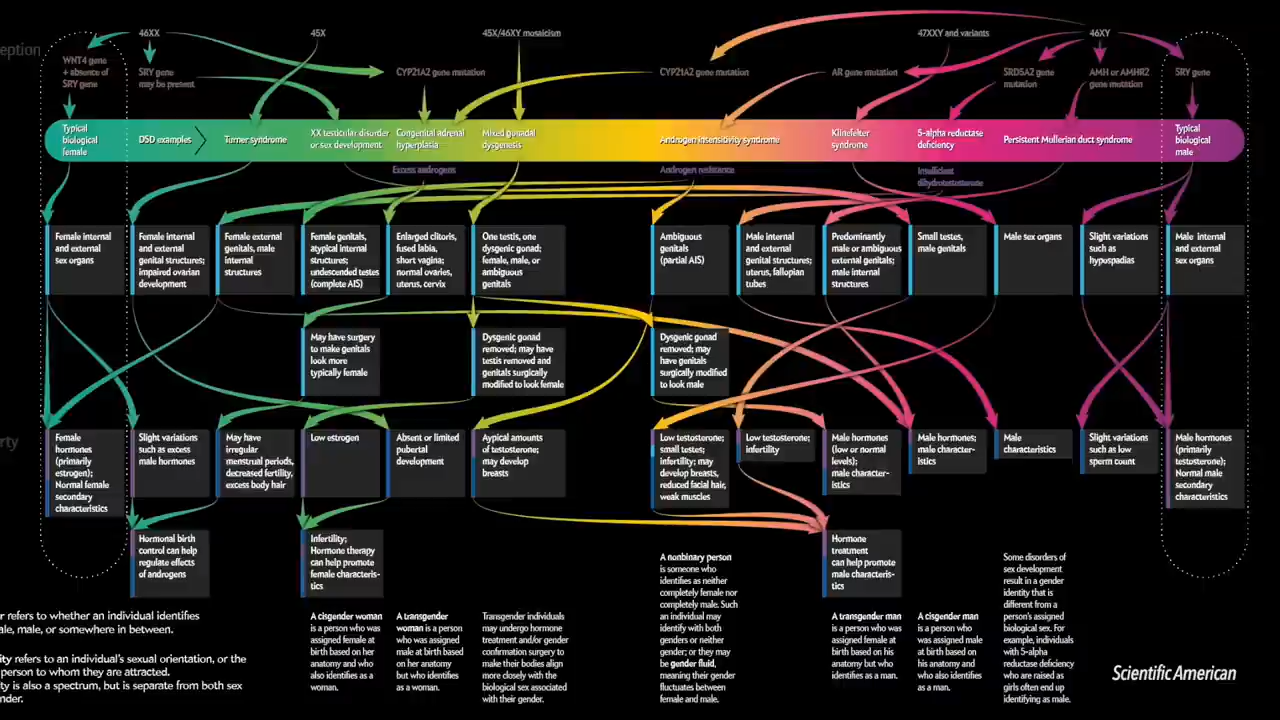 eption
46XX
45X
45X/46XY mosaicism
47XXY and variants
46XY
WNT4 gene
+ absence of
SRY gene
SRY gene
may be present
CYP21A2 gene mutation
CYP21A2 gene mutation
AR gene mutation
SRD5A2 gene
mutation
AMH or AMHR2
gene mutation
SRY gene
Typical
biological
female
DSD examples
Turner syndrome
XX testicular disorder
or sex development
Congenital adrenal
hyperplasia
Mixed gonadal
dysgenesis
Androgen insensitivity syndrome
Klinefelter
syndrome
5-alpha reductase
deficiency
Persistent Mullerian duct syndrome
Typical
biological
male
Excess androgens
Androgen resistance
Insufficient
dihydrotestosterone
Female internal
and external
sex organs
Female internal
and external
genital structures;
impaired ovarian
development
Female external
genitals, male
internal
structures
Female genitals,
atypical internal
structures;
undescended testes
(complete AIS)
Enlarged clitoris,
fused labia,
short vagina;
normal ovaries,
uterus, cervix
One testis, one
dysgenic gonad;
female, male, or
ambiguous
genitals
Ambiguous
genitals
(partial AIS)
Male internal
and external
genital structures;
uterus, fallopian
tubes
Predominantly
male or ambiguous
external genitals;
male internal
structures
Small testes,
male genitals
Male sex organs
Slight variations
such as
hypuspadias
Male internal
and external
sex organs
May have surgery
to make genitals
look more
typically female
Dysgenic gonad
removed; may have
testis removed and
genitals surgically
modified to look female
Dysgenic gonad
removed; may
have genitals
surgically modified
to look male
rty
Female
hormones
(primarily
estrogen);
Normal female
secondary
characteristics
Slight variations
such as excess
male hormones
May have
irregular
menstrual periods,
decreased fertility,
excess body hair
Low estrogen
Absent or limited
pubertal
development
Aypical amounts
of testosterone;
may develop
breasts
Low testosterone;
small testes;
infertility; may
develop breasts,
reduced facial hair,
weak muscles
Low testosterone;
infertility
Male hormones
(low or normal
levels);
male character-
istics
Male hormones;
male character-
istics
Male
characteristics
Slight variations
such as low
sperm count
Male hormones
(primarily
testosterone);
Normal male
secondary
characteristics
Hormonal birth
control can help
regulate effects
of androgens
Infertility;
Hormone therapy
can help promote
female characteris-
tics
Hormone
treatment
can help promote
male characteris-
tics
r refers to whether an individual identifies
ale, male, or somewhere in between.
ity refers to an individual's sexual orientation, or the
person to whom they are attracted.
ty is also a spectrum, but is separate from both sex
nder.
A cisgender woman
is a person who was
assigned female at
birth based on her
anatomy and who
also identifies as a
woman.
A transgender
woman is a person
who was assigned
male at birth based
on her anatomy
but who identifies
as a woman.
Transgender individuals
may undergo hormone
treatment and/or gender
confirmation surgery to
make their bodies align
more closely with the
biological sex associated
with their gender.
A nonbinary person
is someone who
identifies as neither
completely female nor
completely male. Such
an individual may
identify with both
genders or neither
gender; or they may
be gender fluid,
meaning their gender
fluctuates between
female and male.
A transgender man
is a person who was
assigned female at
birth based on his
anatomy but who
identifies as a man.
A cisgender man
is a person who
was assigned male
at birth based on
his anatomy and
who also identifies
as a man.
Some disorders of
sex development
result in a gender
identity that is
different from a
person's assigned
biological sex. For
example, individuals
with 5-alpha
reductase deficiency
who are raised as
girls often end up
identifying as male.
Scientific American